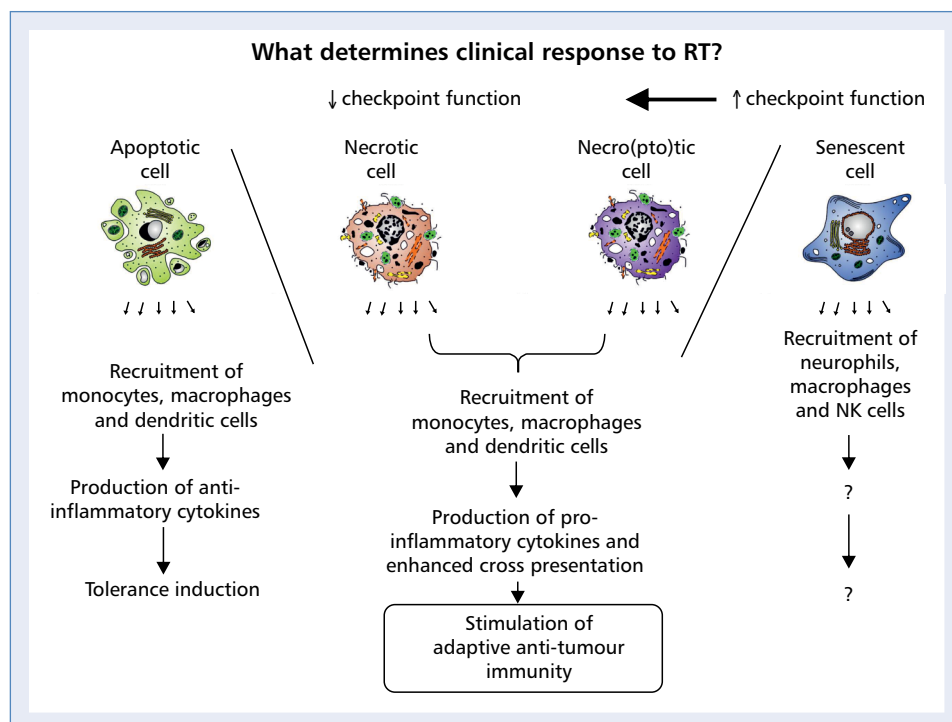 What determines clinical response to RT?
↓ checkpoint function
↑ checkpoint function
Apoptotic
cell
Necrotic
cell
Necro(pto)tic
cell
Senescent
cell
Recruitment of
monocytes, macrophages
and dendritic cells
Production of anti-
inflammatory cytokines
Tolerance induction
Recruitment of
monocytes, macrophages
and dendritic cells
Production of pro-
inflammatory cytokines and
enhanced cross presentation
Stimulation of
adaptive anti-tumour
immunity
Recruitment of
neurophils,
macrophages
and NK cells
?
?